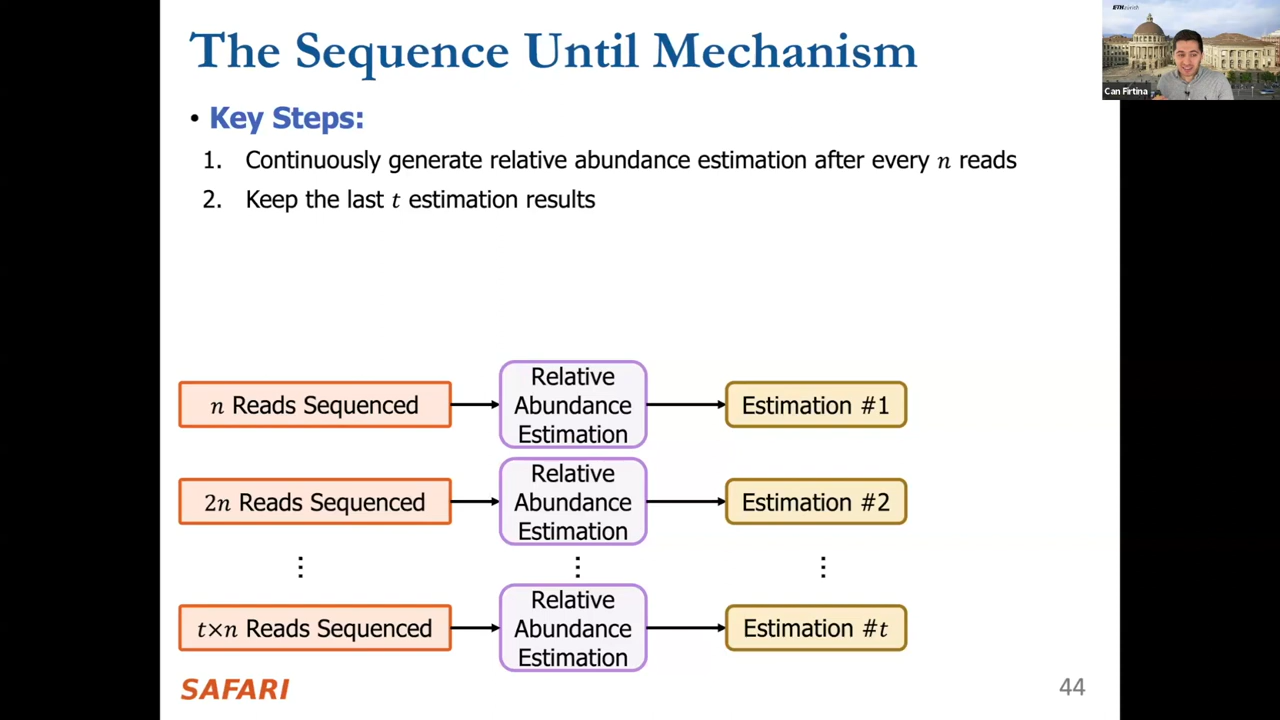 The Sequence Until Mechanism
ETH zürich
Can Firtina
• Key Steps:
1. Continuously generate relative abundance estimation after every n reads
2. Keep the last t estimation results
n Reads Sequenced
Relative
Abundance
Estimation
Estimation #1
2n Reads Sequenced
Relative
Abundance
Estimation
Estimation #2
⋮ ⋮ ⋮
t×n Reads Sequenced
Relative
Abundance
Estimation
Estimation #t
SAFARI
44